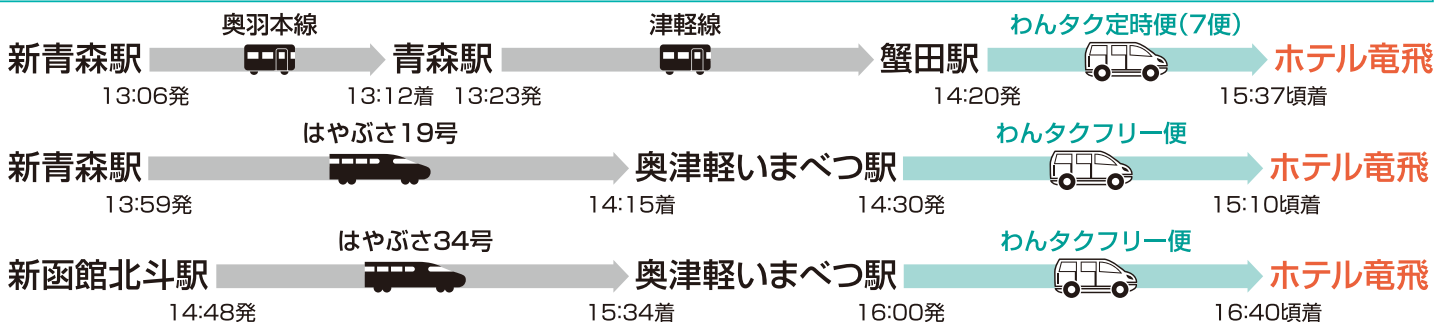 奥羽本線 津軽線 わんタク定時便(7便)
新青森駅 青森駅 蟹田駅 ホテル竜飛
13:06発 13:12着 13:23発 14:20発 15:37頃着
はやぶさ19号 わんタクフリー便
新青森駅 奥津軽いまべつ駅 ホテル竜飛
13:59発 14:15着 14:30発 15:10頃着
はやぶさ34号 わんタクフリー便
新函館北斗駅 奥津軽いまべつ駅 ホテル竜飛
14:48発 15:34着 16:00発 16:40頃着